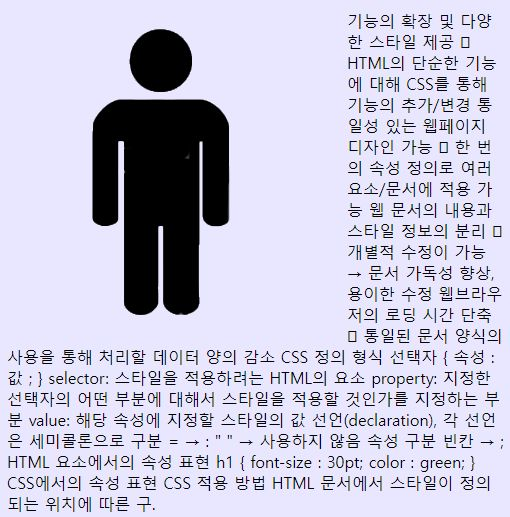 기능의 확장 및 다양
한 스타일 제공 
HTML의 단순한 기능
에 대해 CSS를 통해
기능의 추가/변경 통
일성 있는 웹페이지
디자인 가능  한 번
의 속성 정의로 여러
요소/문서에 적용 가
능 웹 문서의 내용과
스타일 정보의 분리 
개별적 수정이 가능
→ 문서 가독성 향상,
용이한 수정 웹브라우
저의 로딩 시간 단축
 통일된 문서 양식의
사용을 통해 처리할 데이터 양의 감소 CSS 정의 형식 선택자 { 속성 :
값 ; } selector: 스타일을 적용하려는 HTML의 요소 property: 지정한
선택자의 어떤 부분에 대해서 스타일을 적용할 것인가를 지정하는 부
분 value: 해당 속성에 지정할 스타일의 값 선언(declaration), 각 선언
은 세미콜론으로 구분 = → : " " → 사용하지 않음 속성 구분 빈칸 → ;
HTML 요소에서의 속성 표현 h1 { font-size : 30pt; color : green; }
CSS에서의 속성 표현 CSS 적용 방법 HTML 문서에서 스타일이 정의
되는 위치에 따른 구.